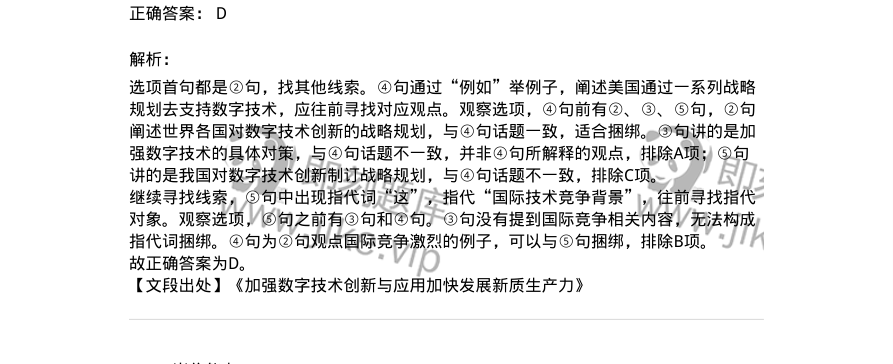 正确答案： D
解析：
选项首句都是②句，找其他线索。④句通过“例如”举例子，阐述美国通过一系列战略
规划去支持数字技术，应往前寻找对应观点。观察选项，④句前有②、③、⑤句，②句
阐述世界各国对数字技术创新的战略规划，与④句话题一致，适合捆绑。③句讲的是加
强数字技术的具体对策，与④句话题不一致，并非④句所解释的观点，排除A项；⑤句
讲的是我国对数字技术创新制订战略规划，与④句话题不一致，排除C项。
继续寻找线索，⑤句中出现指代词“这”，指代“国际技术竞争背景”，往前寻找指代
对象。观察选项，⑤句之前有③句和④句。③句没有提到国际竞争相关内容，无法构成
指代词捆绑。④句为②句观点国际竞争激烈的例子，可以与⑤句捆绑，排除B项。
故正确答案为D。
【文段出处】《加强数字技术创新与应用加快发展新质生产力》
即刻题库
www.jike.vip
即刻
www.jike